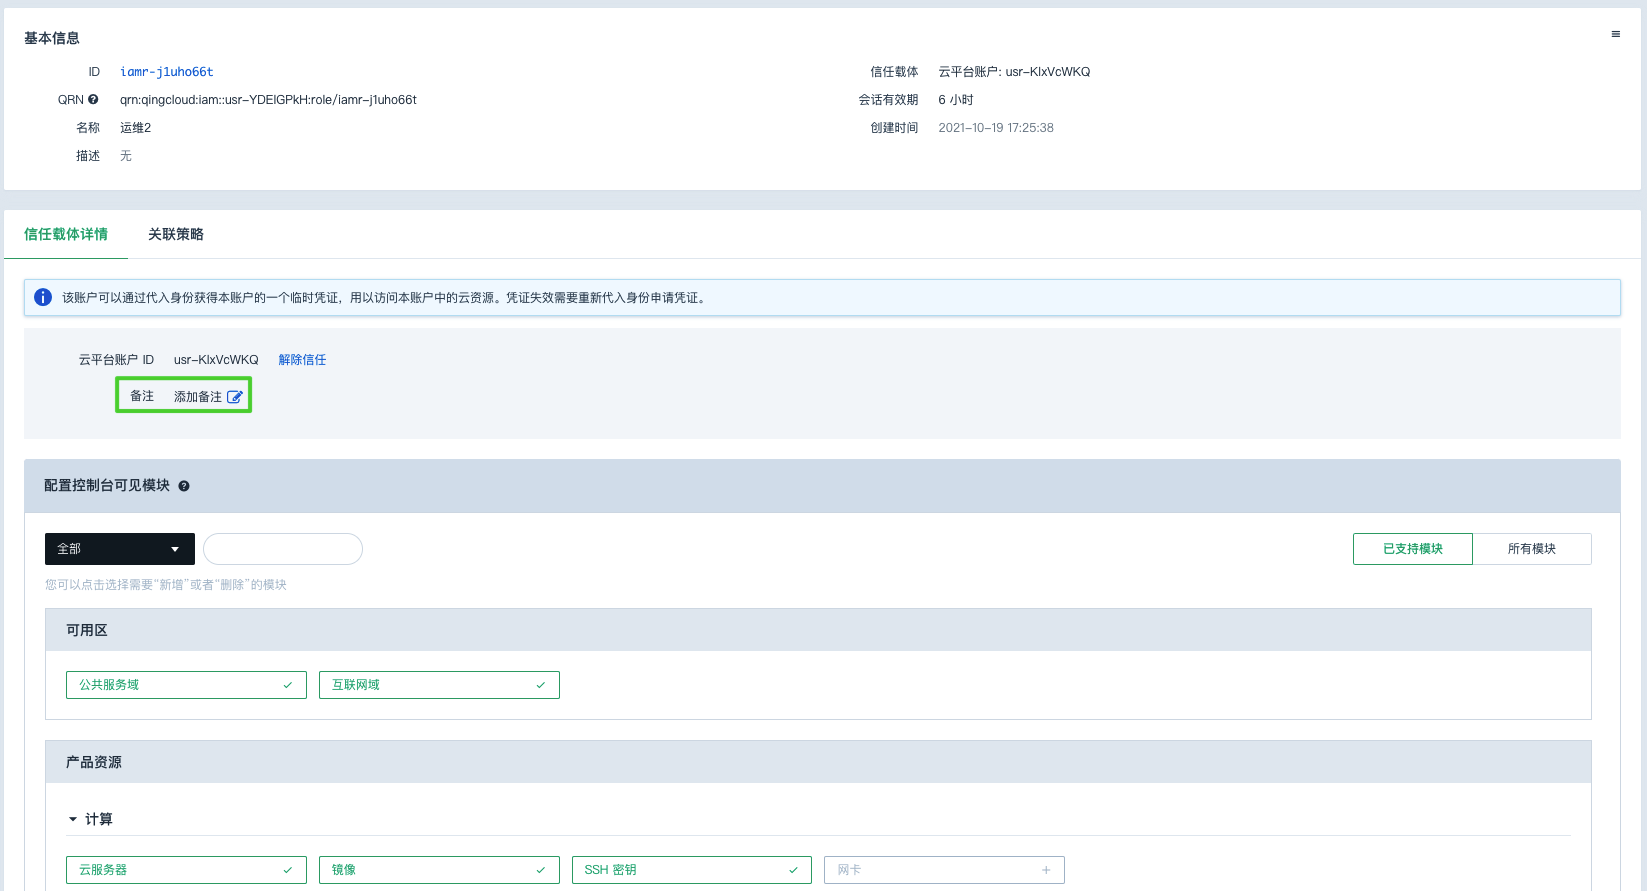 基本信息
ID iamr-j1uho66t
信任载体 云平台账户: usr-KlxVcWKQ
QRN qrn:qingcloud:iam::usr-YDEIGPkH:role/iamr-j1uho66t
会话有效期 6 小时
名称 运维2
创建时间 2021-10-19 17:25:38
描述 无
信任载体详情 关联策略
该账户可以通过代入身份获得本账户的一个临时凭证，用以访问本账户中的云资源。凭证失效需要重新代入身份申请凭证。
云平台账户 ID usr-KlxVcWKQ 解除信任
备注 添加备注
配置控制台可见模块
全部 已支持模块 所有模块
您可以点击选择需要“新增”或者“删除”的模块
可用区
公共服务域 互联网域
产品资源
计算
云服务器 镜像 SSH 密钥 网卡